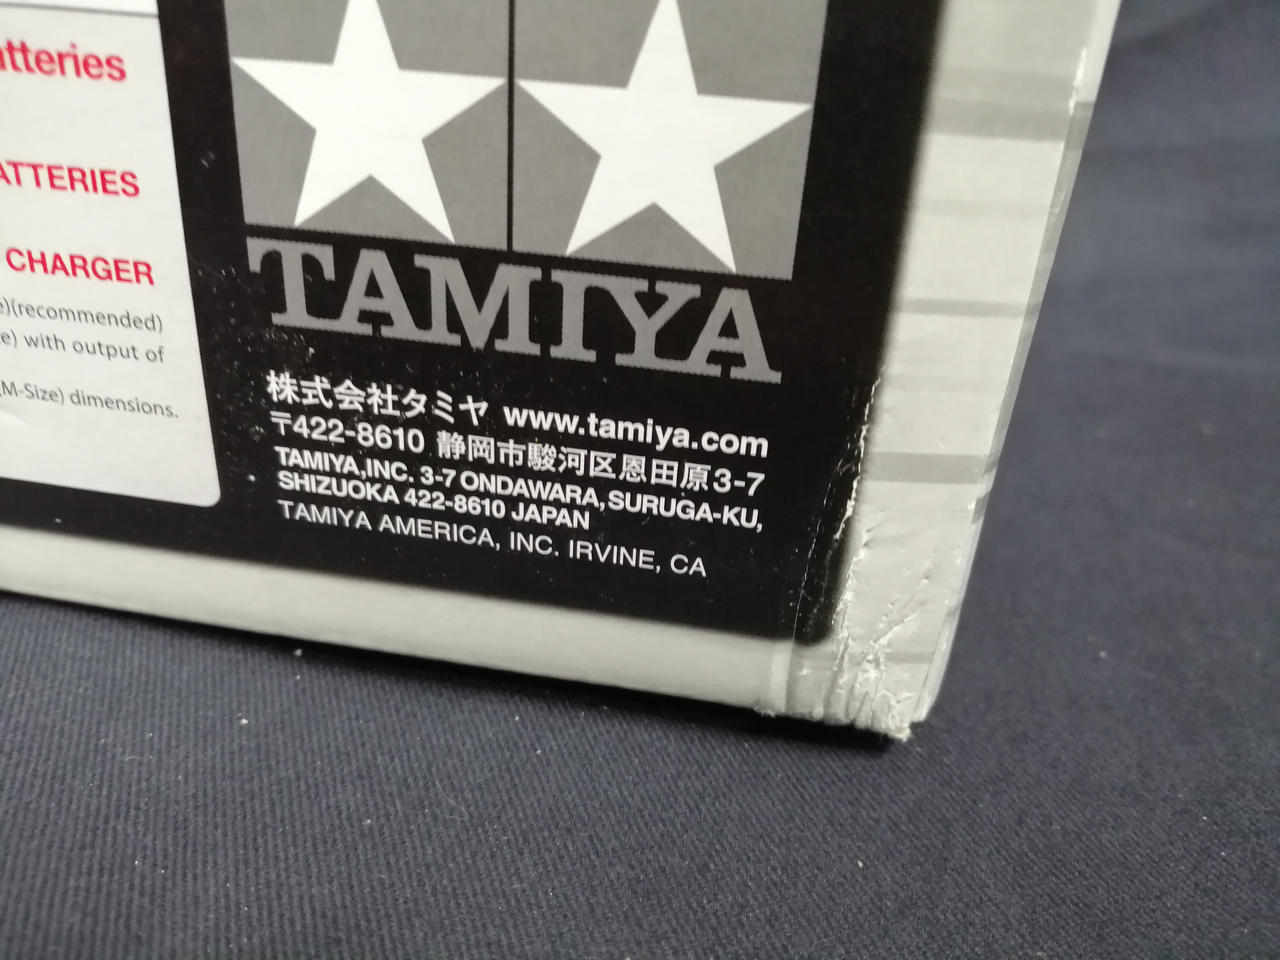 tteries
ATTERIES
CHARGER
e)(recommended)
e) with output of
(M-Size) dimensions.
TAMIYA
株式会社タミヤ www.tamiya.com
〒422-8610 静岡市駿河区恩田原3-7
TAMIYA,INC. 3-7 ONDAWARA, SURUGA-KU,
SHIZUOKA 422-8610 JAPAN
TAMIYA AMERICA, INC. IRVINE, CA